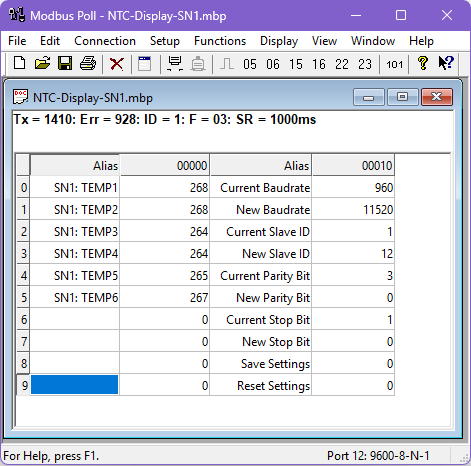 Modbus Poll - NTC-Display-SN1.mbp
File Edit Connection Setup Functions Display View Window Help
05 06 15 16 22 23 101
NTC-Display-SN1.mbp
Tx = 1410: Err = 928: ID = 1: F = 03: SR = 1000ms
Alias 00000 Alias 00010
0 SN1: TEMP1 268 Current Baudrate 960
1 SN1: TEMP2 268 New Baudrate 11520
2 SN1: TEMP3 264 Current Slave ID 1
3 SN1: TEMP4 264 New Slave ID 12
4 SN1: TEMP5 265 Current Parity Bit 3
5 SN1: TEMP6 267 New Parity Bit 0
6 0 Current Stop Bit 1
7 0 New Stop Bit 0
8 0 Save Settings 0
9 0 Reset Settings 0
For Help, press F1. Port 12: 9600-8-N-1